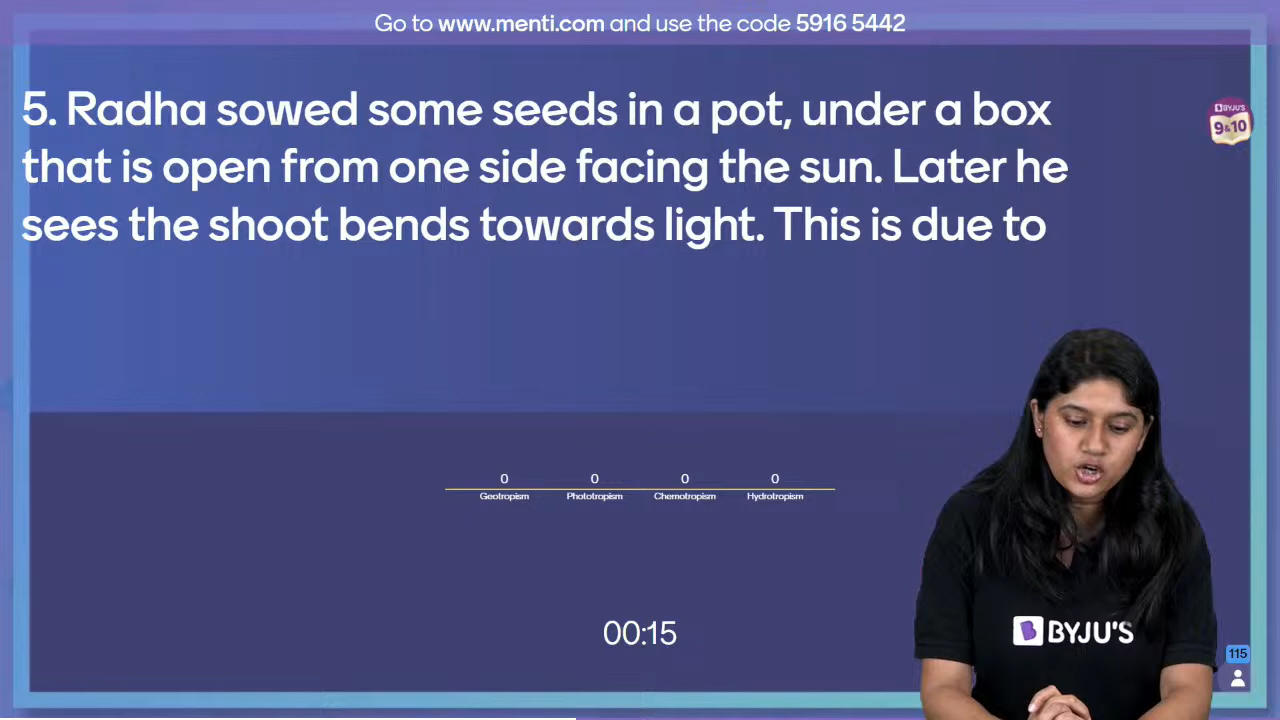 Go to www.menti.com and use the code 5916 5442
5. Radha sowed some seeds in a pot, under a box
that is open from one side facing the sun. Later he
sees the shoot bends towards light. This is due to
BYJU'S
9&10
0 0 0 0
Geotropism Phototropism Chemotropism Hydrotropism
00:15
BYJU'S
115